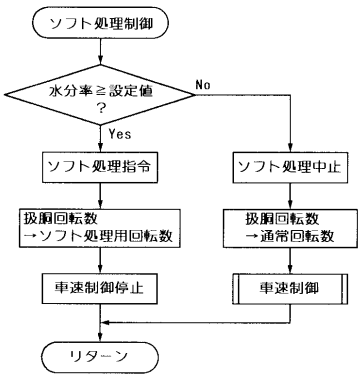 ソフト処理制御
水分率≧設定値
?
No
Yes
ソフト処理指令
ソフト処理中止
扱胴回転数
→ソフト処理用回転数
扱胴回転数
→通常回転数
車速制御停止
車速制御
リターン